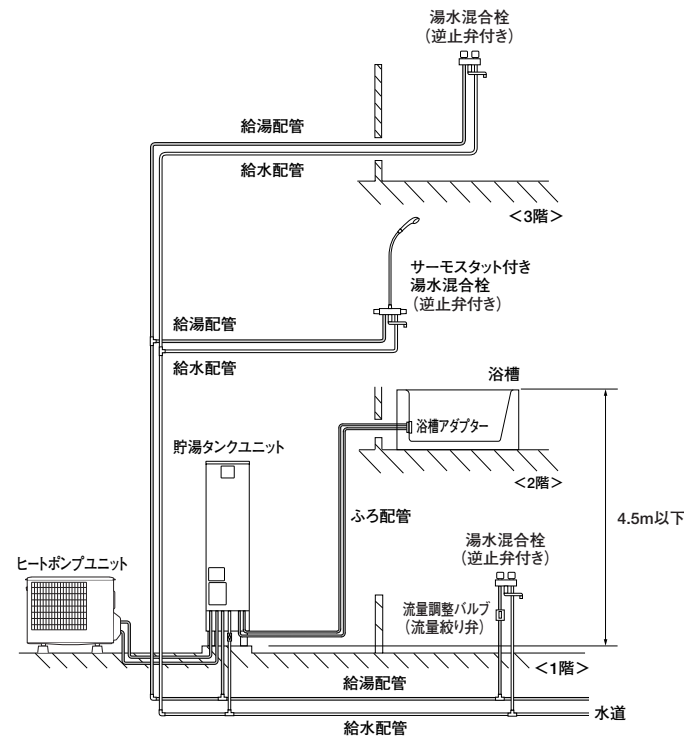 湯水混合栓
（逆止弁付き）
給湯配管
給水配管
＜3階＞
サーモスタット付き
湯水混合栓
（逆止弁付き）
給湯配管
給水配管
浴槽
浴槽アダプター
貯湯タンクユニット
＜2階＞
ふろ配管
4.5m以下
湯水混合栓
（逆止弁付き）
ヒートポンプユニット
流量調整バルブ
（流量絞り弁）
＜1階＞
給湯配管
水道
給水配管